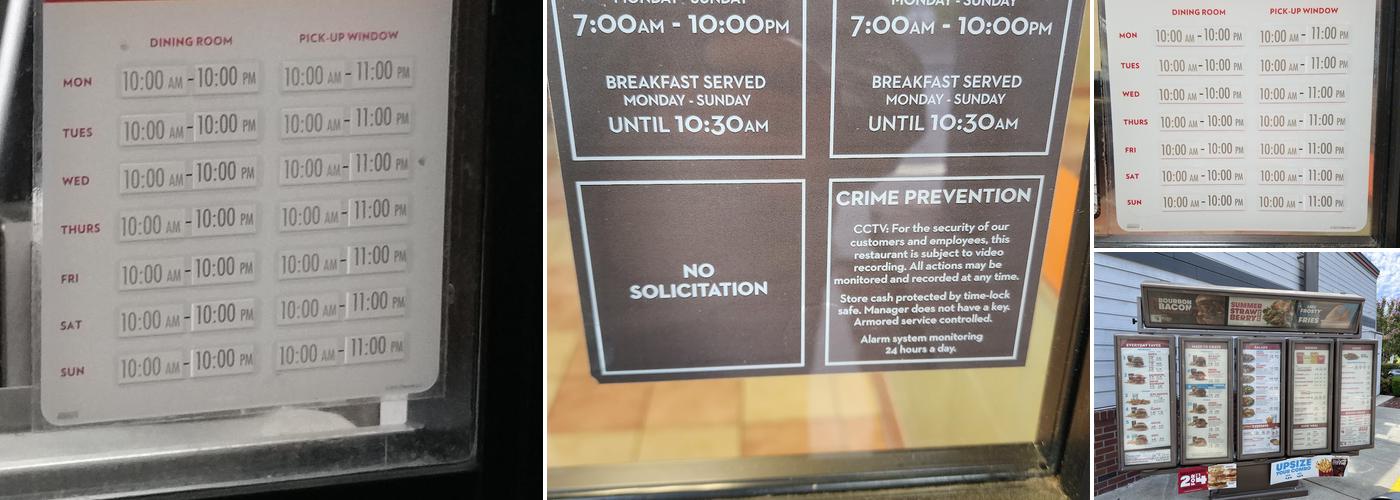 DINING ROOM PICK-UP WINDOW
MON 10:00 AM - 10:00 PM 10:00 AM - 11:00 PM
TUES 10:00 AM - 10:00 PM 10:00 AM - 11:00 PM
WED 10:00 AM - 10:00 PM 10:00 AM - 11:00 PM
THURS 10:00 AM - 10:00 PM 10:00 AM - 11:00 PM
FRI 10:00 AM - 10:00 PM 10:00 AM - 11:00 PM
SAT 10:00 AM - 10:00 PM 10:00 AM - 11:00 PM
SUN 10:00 AM - 10:00 PM 10:00 AM - 11:00 PM
MONDAY - SUNDAY
7:00AM - 10:00PM
BREAKFAST SERVED
MONDAY - SUNDAY
UNTIL 10:30AM
MONDAY - SUNDAY
7:00AM - 10:00PM
BREAKFAST SERVED
MONDAY - SUNDAY
UNTIL 10:30AM
NO
SOLICITATION
CRIME PREVENTION
CCTV: For the security of our
customers and employees, this
restaurant is subject to video
recording. All actions may be
monitored and recorded at any time.
Store cash protected by time-lock
safe. Manager does not have a key.
Armored service controlled.
Alarm system monitoring
24 hours a day.
DINING ROOM PICK-UP WINDOW
MON 10:00 AM - 10:00 PM 10:00 AM - 11:00 PM
TUES 10:00 AM - 10:00 PM 10:00 AM - 11:00 PM
WED 10:00 AM - 10:00 PM 10:00 AM - 11:00 PM
THURS 10:00 AM - 10:00 PM 10:00 AM - 11:00 PM
FRI 10:00 AM - 10:00 PM 10:00 AM - 11:00 PM
SAT 10:00 AM - 10:00 PM 10:00 AM - 11:00 PM
SUN 10:00 AM - 10:00 PM 10:00 AM - 11:00 PM
BOURBON
BACON
SUMMER
STRAW
BERRY
FROSTY
FRIES
UPSIZE
YOUR COMBO